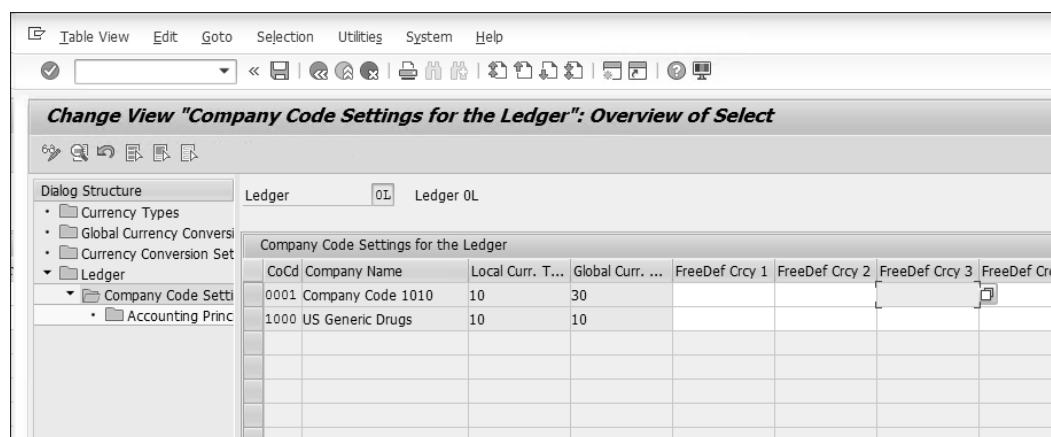 Table View Edit Goto Selection Utilities System Help
«
Change View "Company Code Settings for the Ledger": Overview of Select
Dialog Structure
Currency Types
Global Currency Conversi
Currency Conversion Set
Ledger
Company Code Setti
Accounting Princ
Ledger 0L Ledger 0L
Company Code Settings for the Ledger
CoCd Company Name Local Curr. T... Global Curr. ... FreeDef Crcy 1 FreeDef Crcy 2 FreeDef Crcy 3 FreeDef Cr
0001 Company Code 1010 10 30
1000 US Generic Drugs 10 10